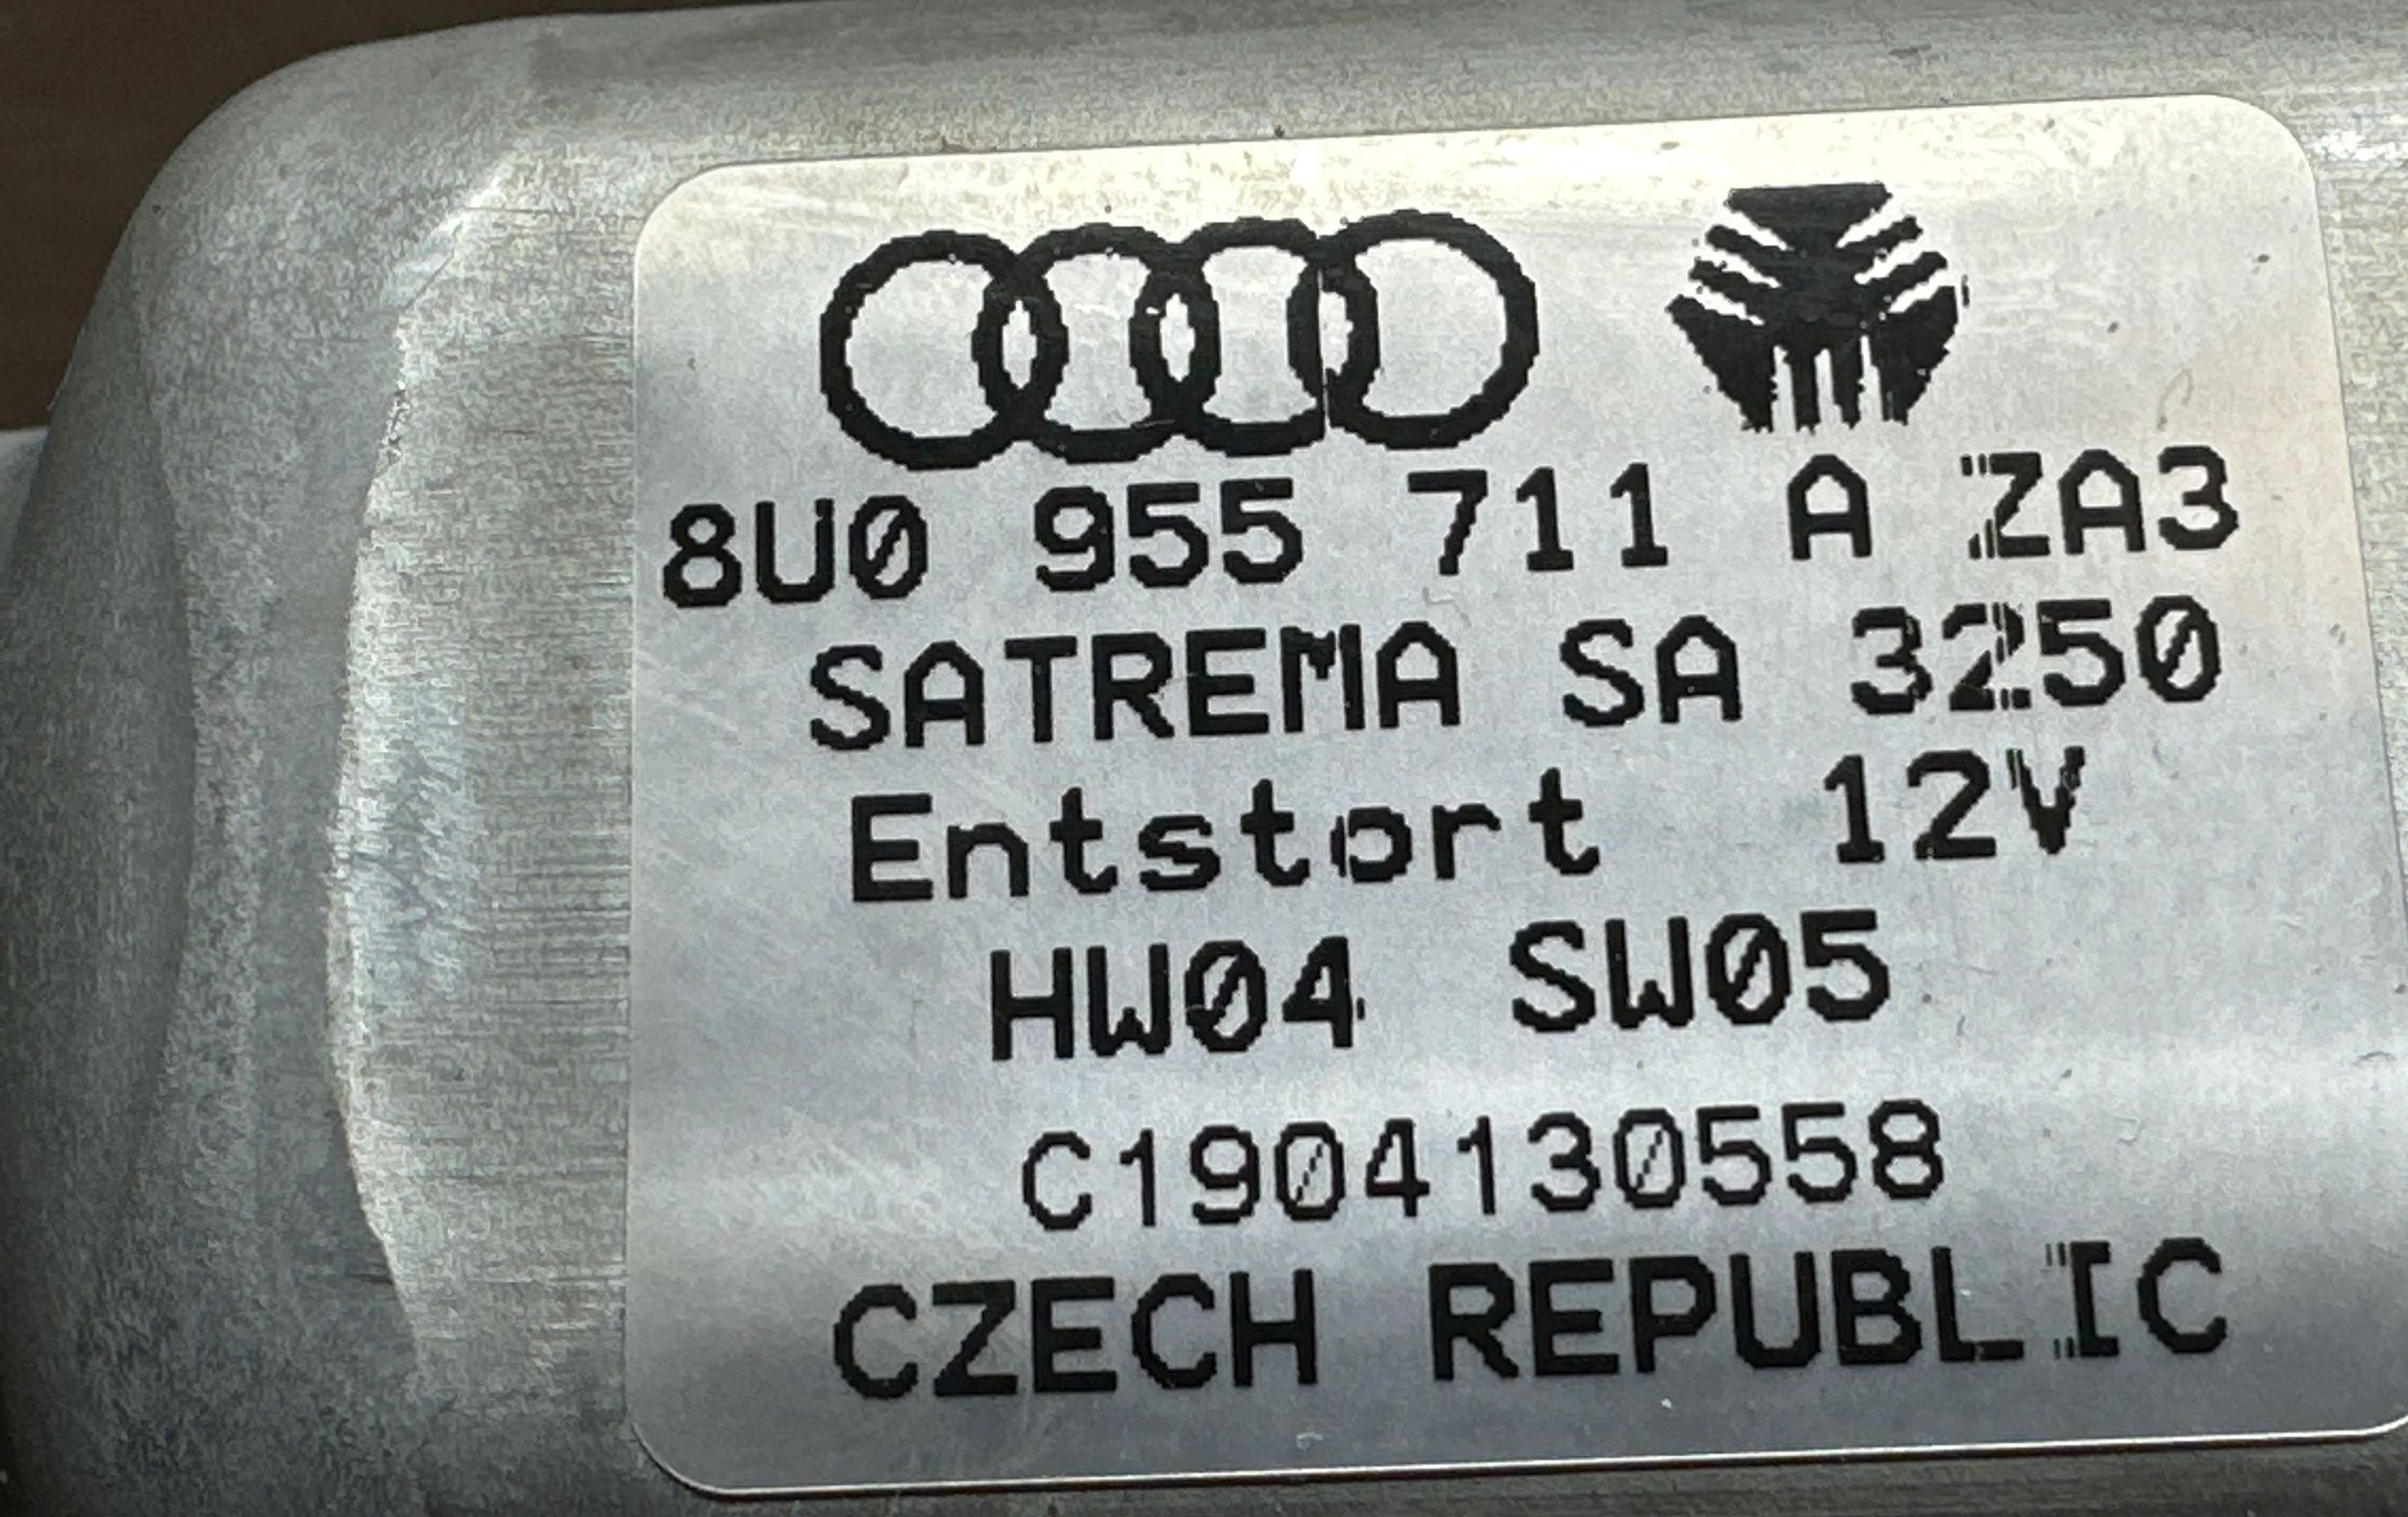 8U0 955 711 A ZA3
SATREMA SA 3250
Entstort 12V
HW04 SW05
C1904130558
CZECH REPUBLIC